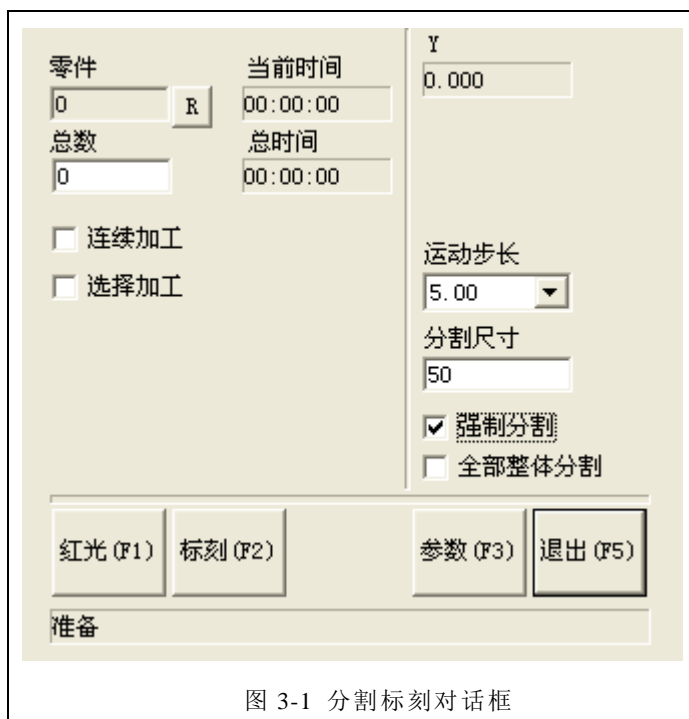 零件
当前时间
0
R
00:00:00
总数
总时间
0
00:00:00
连续加工
选择加工
Y
0.000
运动步长
5.00
分割尺寸
50
强制分割
全部整体分割
红光(F1)
标刻(F2)
参数(F3)
退出(F5)
准备
图 3-1 分割标刻对话框